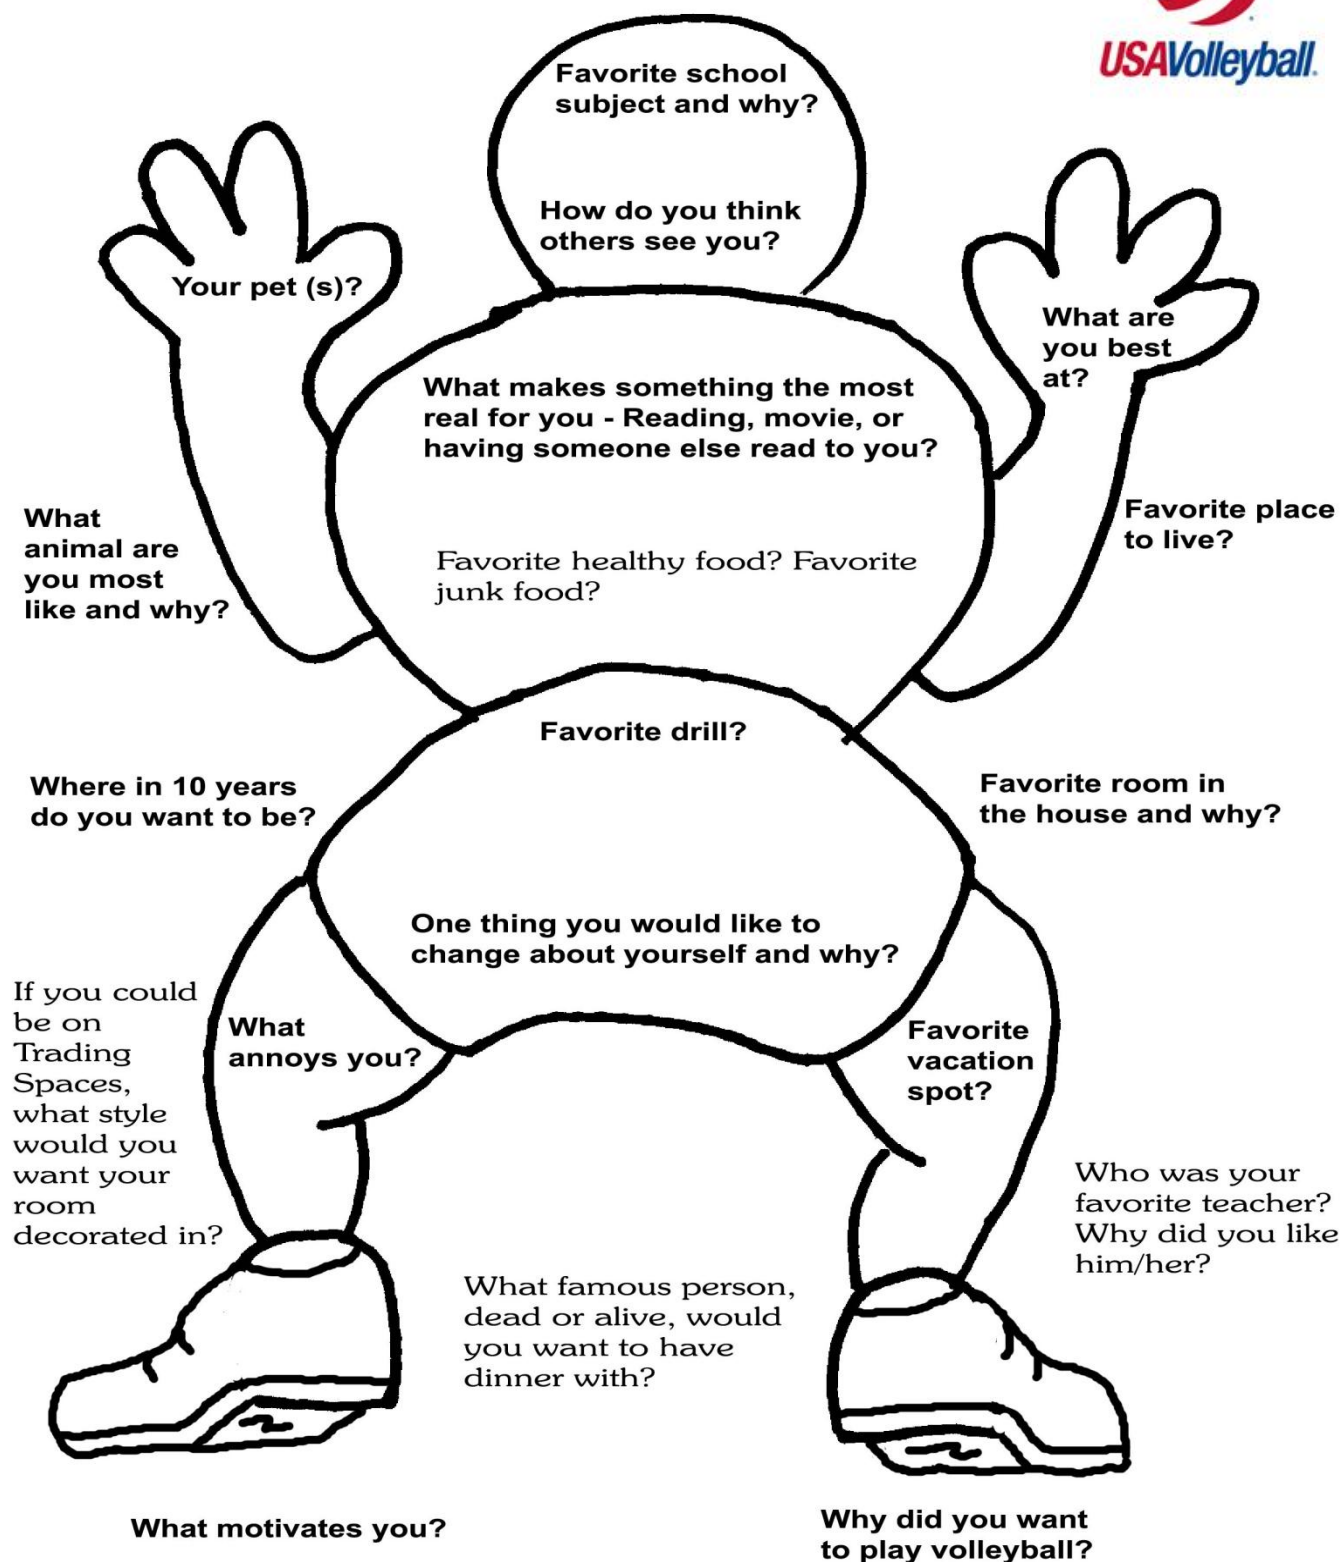 USAVolleyball.
Favorite school
subject and why?
How do you think
others see you?
Your pet (s)?
What are
you best
at?
What makes something the most
real for you - Reading, movie, or
having someone else read to you?
What
animal are
you most
like and why?
Favorite place
to live?
Favorite healthy food? Favorite
junk food?
Favorite drill?
Where in 10 years
do you want to be?
Favorite room in
the house and why?
One thing you would like to
change about yourself and why?
If you could
be on
Trading
Spaces,
what style
would you
want your
room
decorated in?
What
annoys you?
Favorite
vacation
spot?
Who was your
favorite teacher?
Why did you like
him/her?
What famous person,
dead or alive, would
you want to have
dinner with?
What motivates you?
Why did you want
to play volleyball?